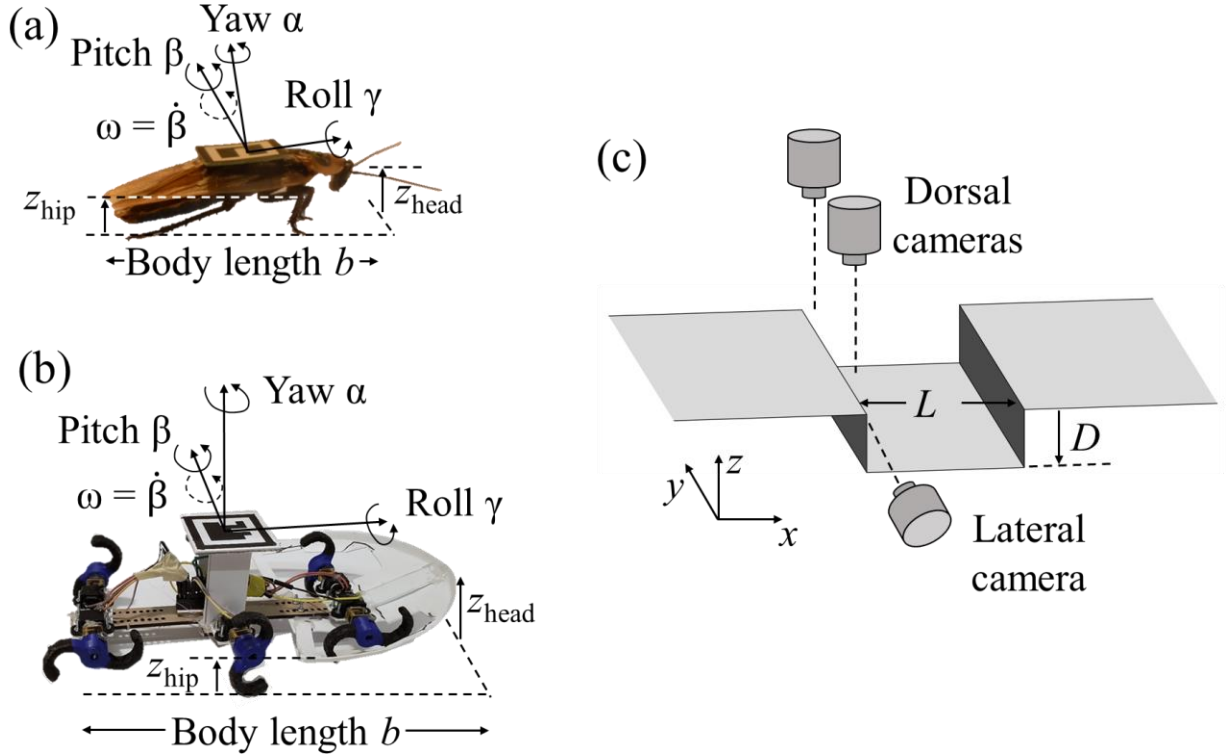 (a)
Yaw α
Pitch β
Roll γ
ω = β̇
z_hip
z_head
Body length b
(b)
Yaw α
Pitch β
ω = β̇
Roll γ
z_head
z_hip
Body length b
(c)
Dorsal
cameras
L
D
z
y
x
Lateral
camera